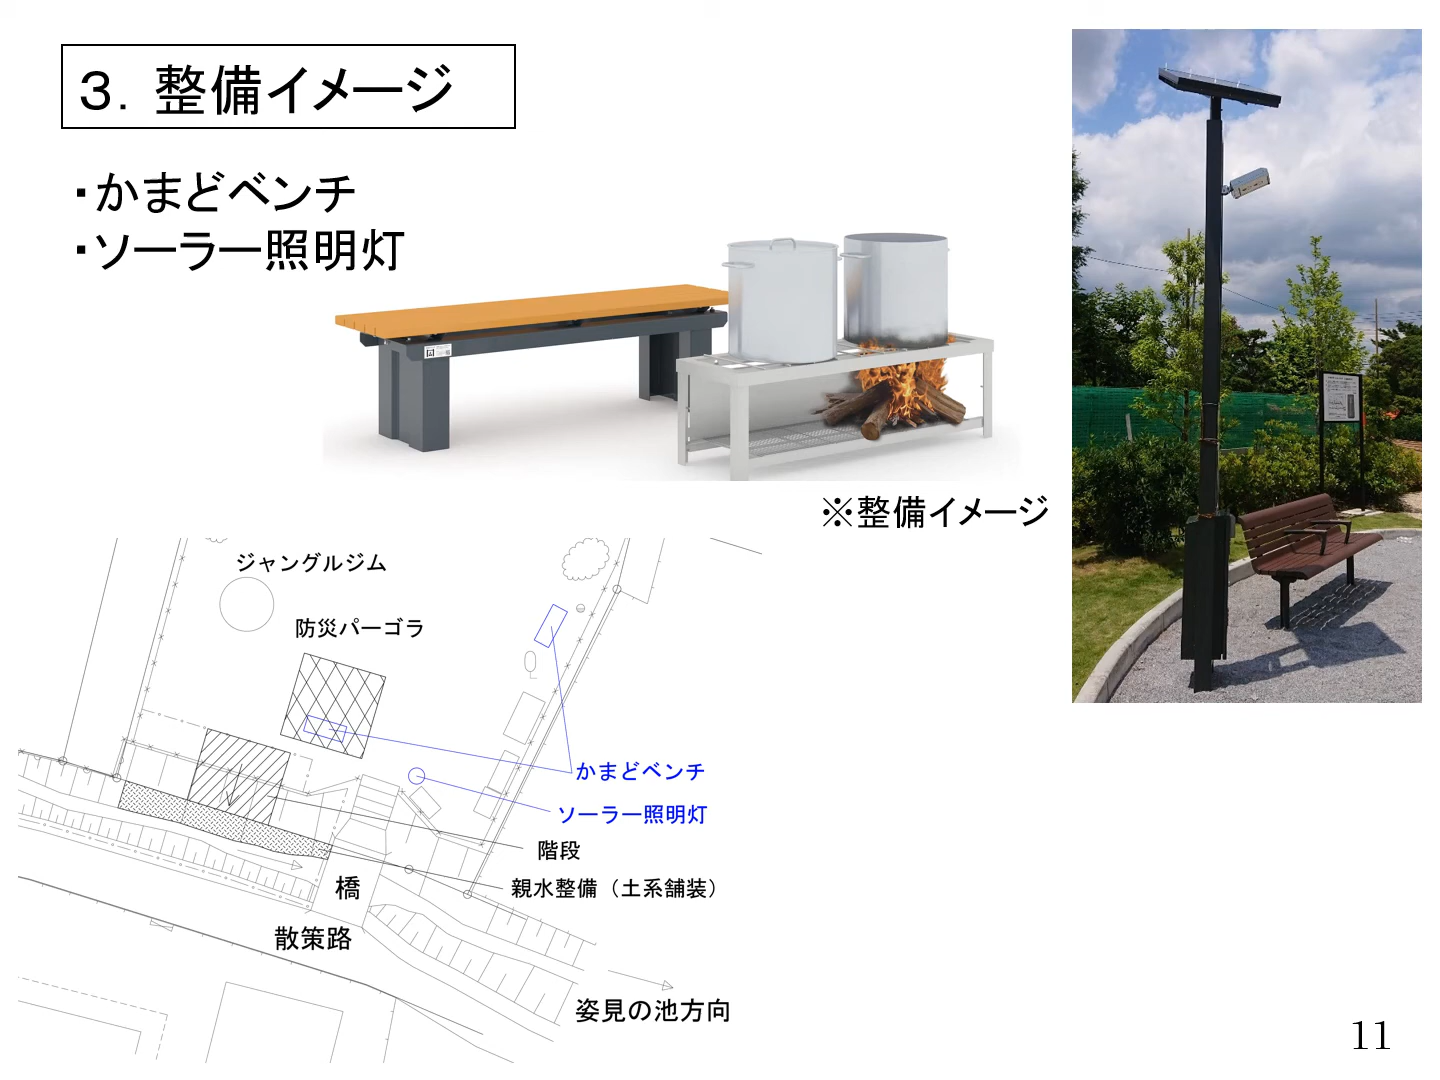 ３．整備イメージ
・かまどベンチ
・ソーラー照明灯
※整備イメージ
ジャングルジム
防災パーゴラ
かまどベンチ
ソーラー照明灯
階段
親水整備（土系舗装）
橋
散策路
姿見の池方向
11